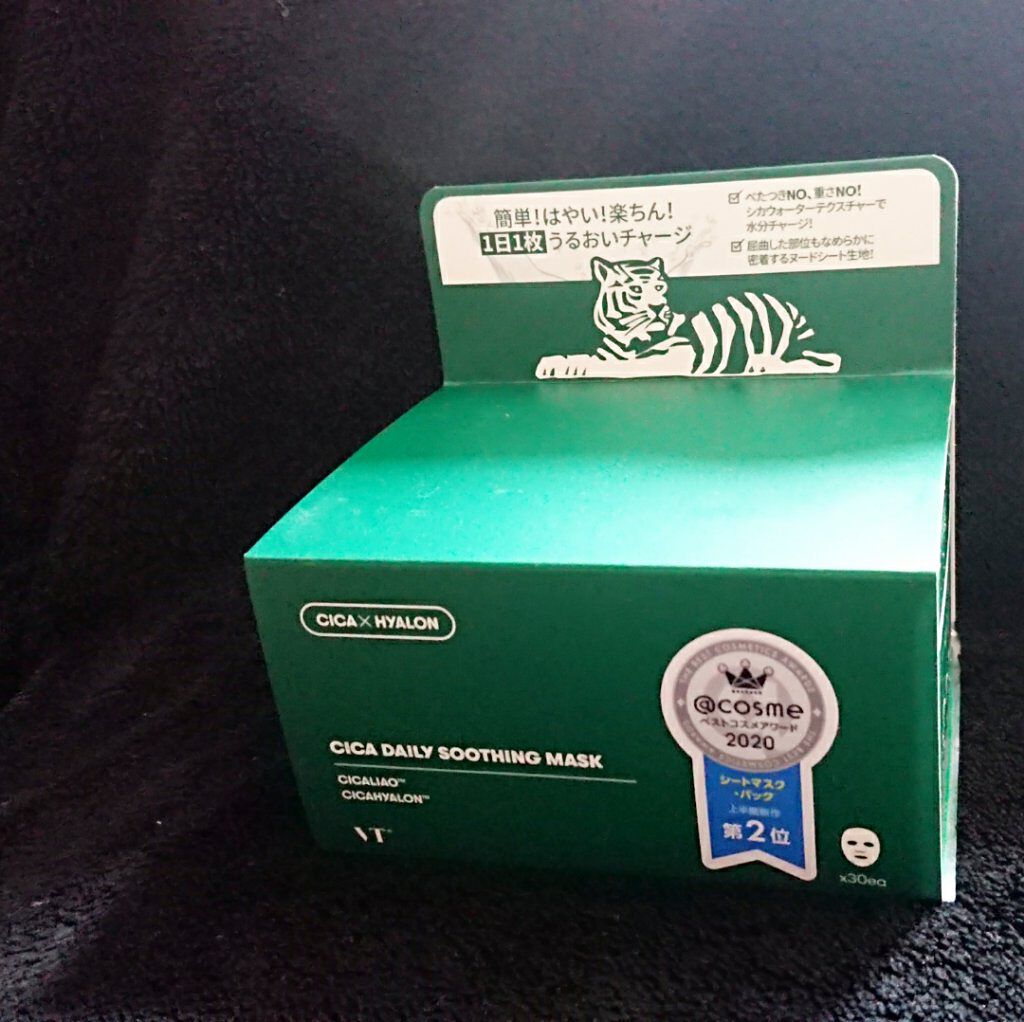 簡単!はやい!楽ちん!
1日1枚うるおいチャージ
べたつきNO、重さNO!
シカウォーターテクスチャーで
水分チャージ!
屈曲した部位もなめらかに
密着するヌードシート生地!
CICA×HYALON
CICA DAILY SOOTHING MASK
CICALIAO™
CICAHYALON™
VT®
THE BEST COSMETICS AWARDS
@cosme
ベストコスメアワード
2020
シートマスク
・パック
上半期新作
第2位
x30ea